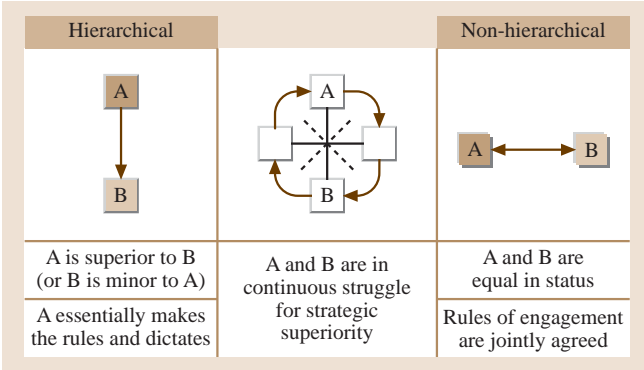 Hierarchical
Non-hierarchical
A
B
A
B
A
B
A is superior to B
(or B is minor to A)
A essentially makes
the rules and dictates
A and B are in
continuous struggle
for strategic
superiority
A and B are
equal in status
Rules of engagement
are jointly agreed